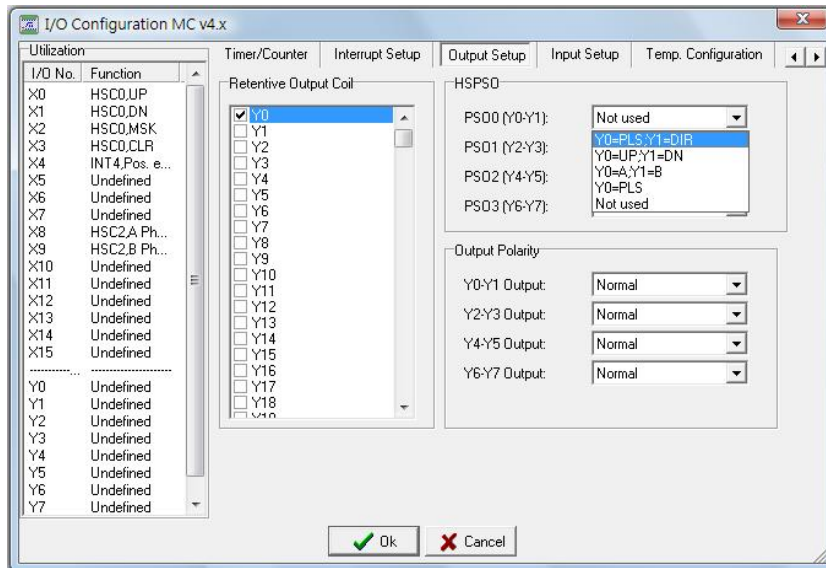 I/O Configuration MC v4.x
Utilization
I/O No. Function
X0 HSC0,UP
X1 HSC0,DN
X2 HSC0,MSK
X3 HSC0,CLR
X4 INT4,Pos. e...
X5 Undefined
X6 Undefined
X7 Undefined
X8 HSC2,A Ph...
X9 HSC2,B Ph...
X10 Undefined
X11 Undefined
X12 Undefined
X13 Undefined
X14 Undefined
X15 Undefined
-----------... ----------------------
Y0 Undefined
Y1 Undefined
Y2 Undefined
Y3 Undefined
Y4 Undefined
Y5 Undefined
Y6 Undefined
Y7 Undefined
Timer/Counter Interrupt Setup Output Setup Input Setup Temp. Configuration
Retentive Output Coil
Y0
Y1
Y2
Y3
Y4
Y5
Y6
Y7
Y8
Y9
Y10
Y11
Y12
Y13
Y14
Y15
Y16
Y17
Y18
Y19
HSPSO
PSO0 (Y0-Y1): Not used
PSO1 (Y2-Y3):
PSO2 (Y4-Y5):
PSO3 (Y6-Y7):
Y0=PLS;Y1=DIR
Y0=UP;Y1=DN
Y0=A;Y1=B
Y0=PLS
Not used
Output Polarity
Y0-Y1 Output: Normal
Y2-Y3 Output: Normal
Y4-Y5 Output: Normal
Y6-Y7 Output: Normal
Ok Cancel